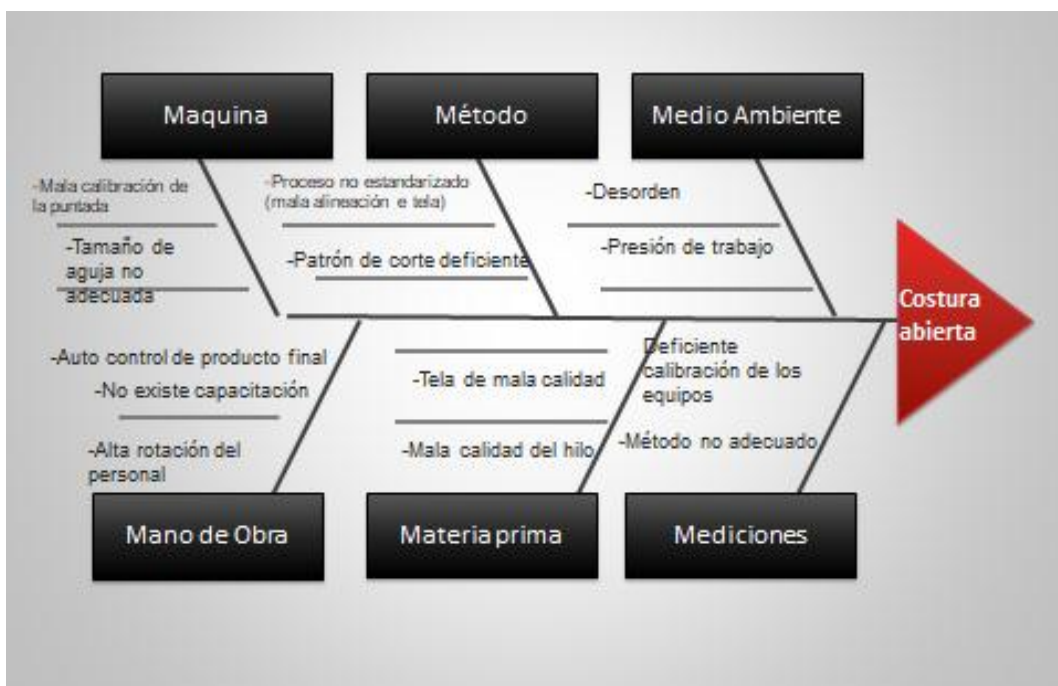 Maquina
Método
Medio Ambiente
-Mala calibración de
la puntada
-Tamaño de
aguja no
adecuada
-Proceso no estandarizado
(mala alineación e tela)
-Patrón de corte deficiente
-Desorden
-Presión de trabajo
Costura
abierta
-Auto control de producto final
-No existe capacitación
-Alta rotación del
personal
-Tela de mala calidad
-Mala calidad del hilo
Deficiente
calibración de los
equipos
-Método no adecuado
Mano de Obra
Materia prima
Mediciones